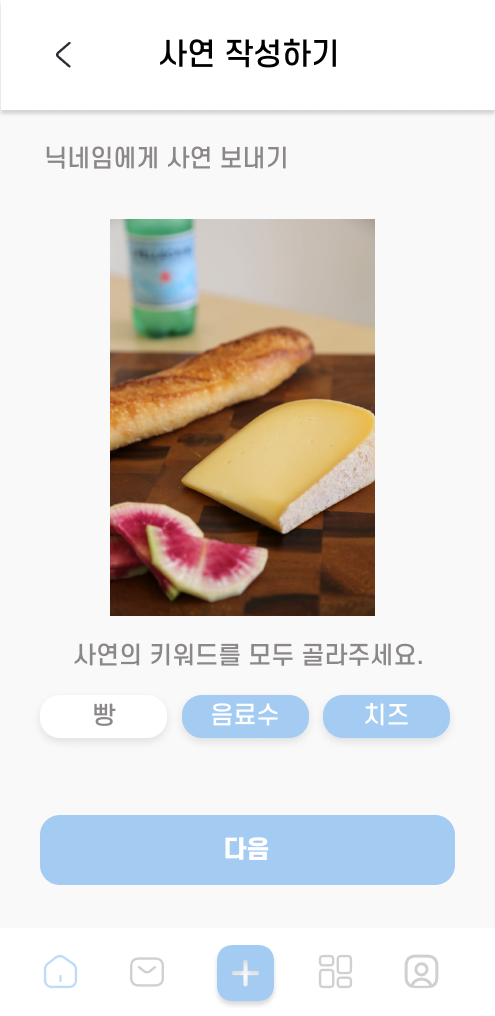 사연 작성하기
닉네임에게 사연 보내기
사연의 키워드를 모두 골라주세요.
빵 음료수 치즈
다음